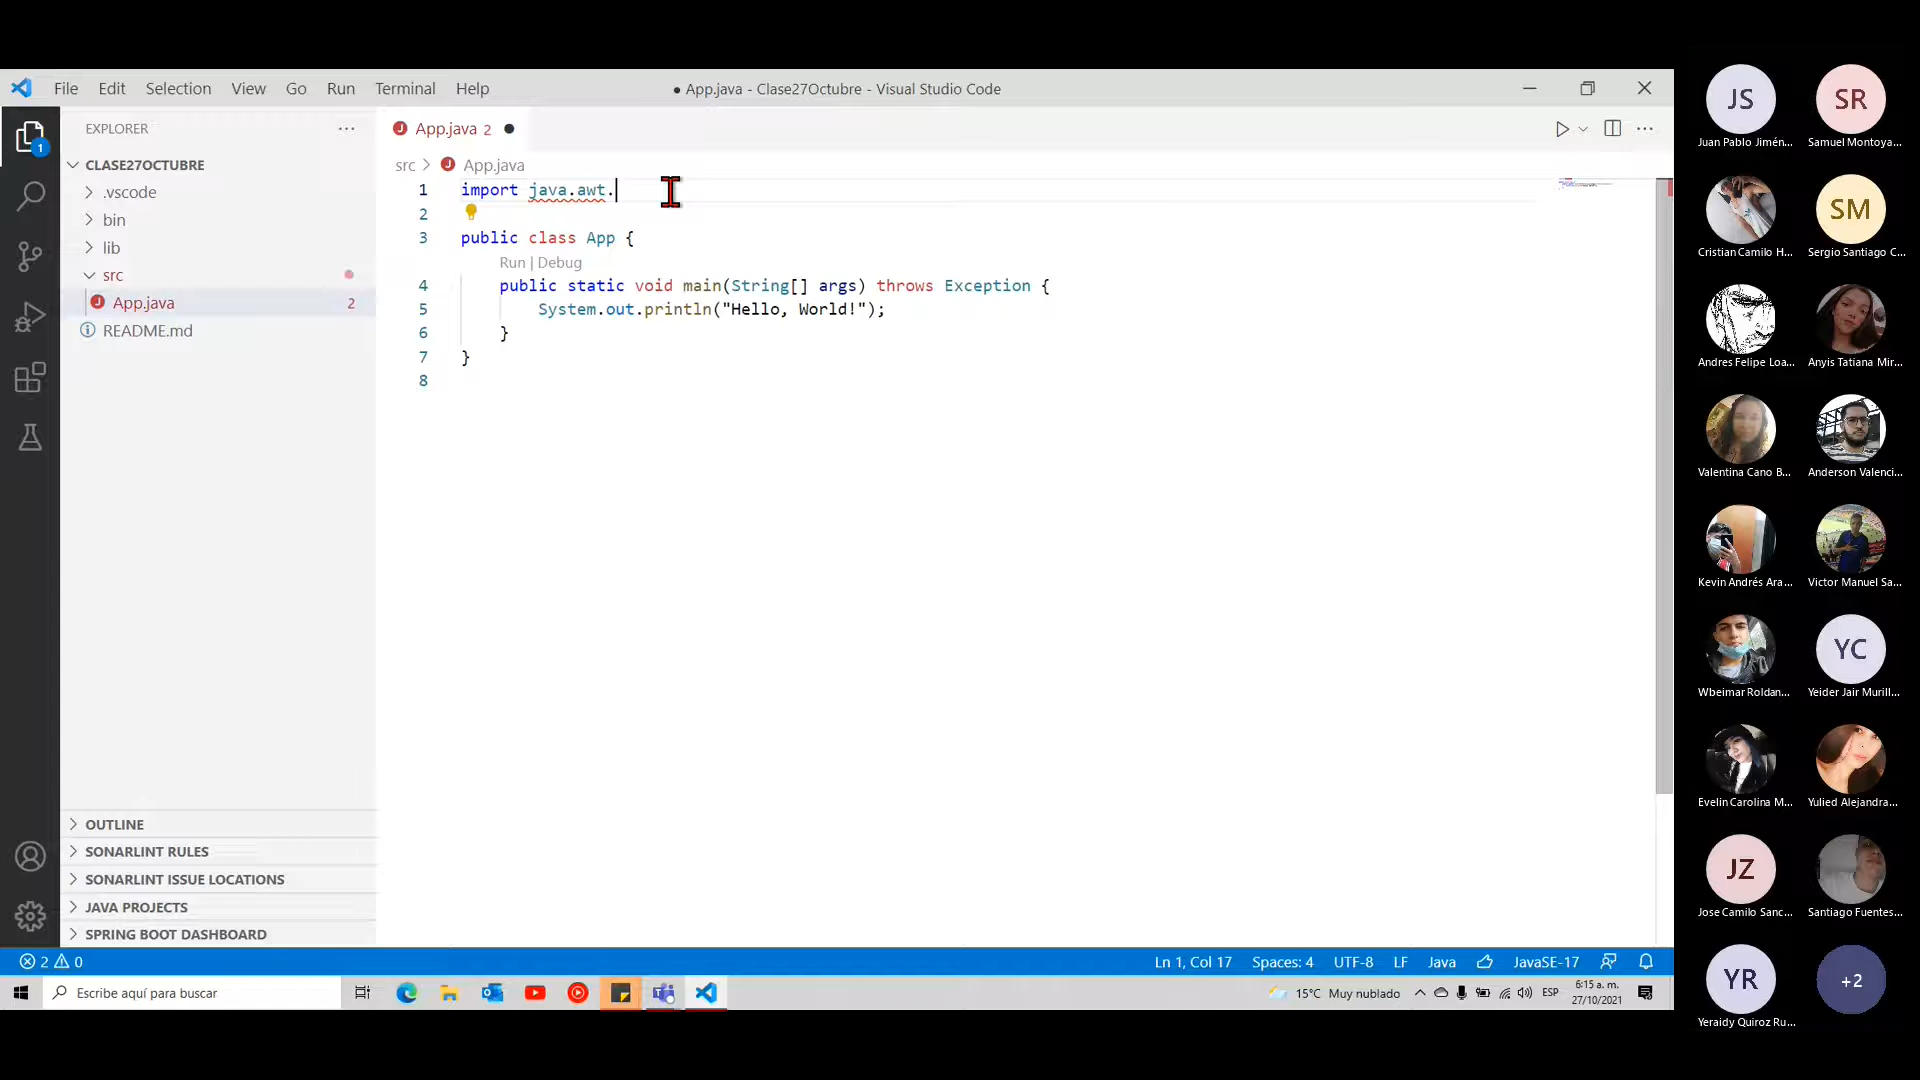 File Edit Selection View Go Run Terminal Help
● App.java - Clase27Octubre - Visual Studio Code
EXPLORER
CLASE27OCTUBRE
.vscode
bin
lib
src
App.java 2
README.md
OUTLINE
SONARLINT RULES
SONARLINT ISSUE LOCATIONS
JAVA PROJECTS
SPRING BOOT DASHBOARD
1
App.java 2 ●
src > App.java
1 import java.awt.
2
3 public class App {
Run | Debug
4 public static void main(String[] args) throws Exception {
5 System.out.println("Hello, World!");
6 }
7 }
8
2 0
Ln 1, Col 17 Spaces: 4 UTF-8 LF Java JavaSE-17
Escribe aquí para buscar
15°C Muy nublado
ESP
6:15 a. m.
27/10/2021
JS
Juan Pablo Jimén...
SR
Samuel Montoya...
Cristian Camilo H...
SM
Sergio Santiago C...
Andres Felipe Loa...
Anyis Tatiana Mir...
Valentina Cano B...
Anderson Valenci...
Kevin Andrés Ara...
Victor Manuel Sa...
Wbeimar Roldan...
YC
Yeider Jair Murill...
Evelin Carolina M...
Yulied Alejandra...
JZ
Jose Camilo Sanc...
Santiago Fuentes...
YR
Yeraidy Quiroz Ru...
+2